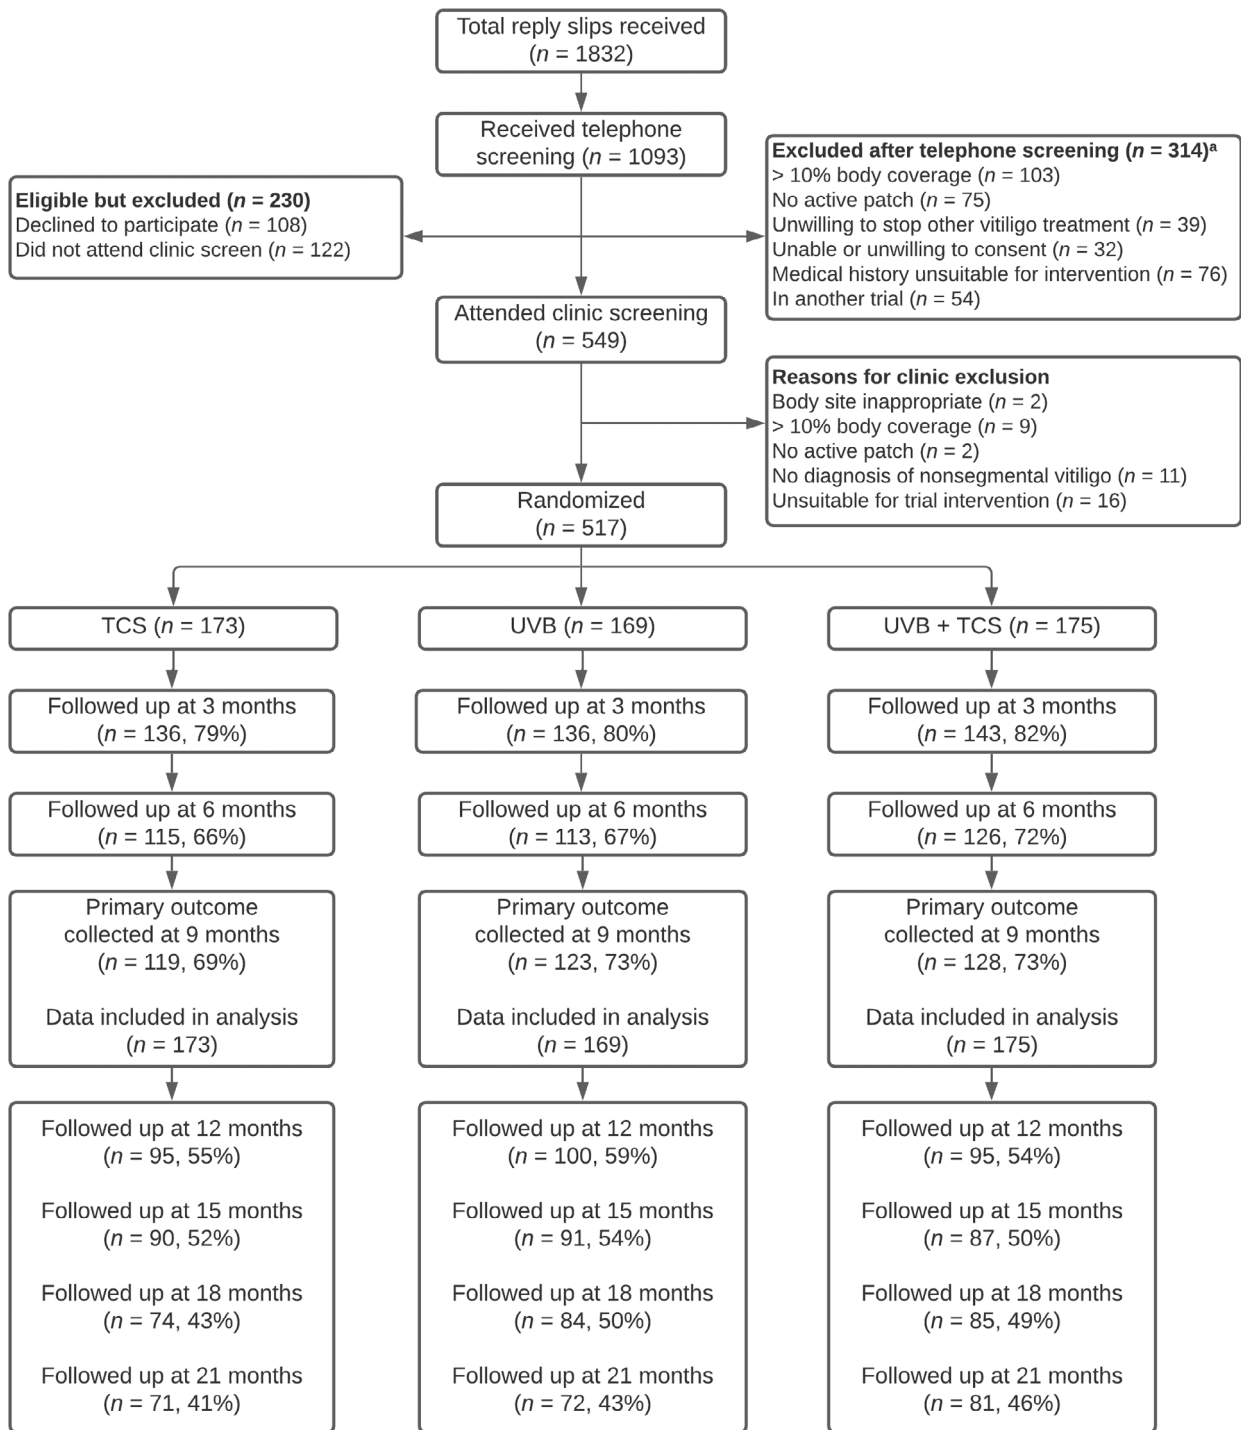 Total reply slips received
(n = 1832)
Received telephone
screening (n = 1093)
Excluded after telephone screening (n = 314)ᵃ
> 10% body coverage (n = 103)
No active patch (n = 75)
Unwilling to stop other vitiligo treatment (n = 39)
Unable or unwilling to consent (n = 32)
Medical history unsuitable for intervention (n = 76)
In another trial (n = 54)
Eligible but excluded (n = 230)
Declined to participate (n = 108)
Did not attend clinic screen (n = 122)
Attended clinic screening
(n = 549)
Reasons for clinic exclusion
Body site inappropriate (n = 2)
> 10% body coverage (n = 9)
No active patch (n = 2)
No diagnosis of nonsegmental vitiligo (n = 11)
Unsuitable for trial intervention (n = 16)
Randomized
(n = 517)
TCS (n = 173)
Followed up at 3 months
(n = 136, 79%)
Followed up at 6 months
(n = 115, 66%)
Primary outcome
collected at 9 months
(n = 119, 69%)
Data included in analysis
(n = 173)
Followed up at 12 months
(n = 95, 55%)
Followed up at 15 months
(n = 90, 52%)
Followed up at 18 months
(n = 74, 43%)
Followed up at 21 months
(n = 71, 41%)
UVB (n = 169)
Followed up at 3 months
(n = 136, 80%)
Followed up at 6 months
(n = 113, 67%)
Primary outcome
collected at 9 months
(n = 123, 73%)
Data included in analysis
(n = 169)
Followed up at 12 months
(n = 100, 59%)
Followed up at 15 months
(n = 91, 54%)
Followed up at 18 months
(n = 84, 50%)
Followed up at 21 months
(n = 72, 43%)
UVB + TCS (n = 175)
Followed up at 3 months
(n = 143, 82%)
Followed up at 6 months
(n = 126, 72%)
Primary outcome
collected at 9 months
(n = 128, 73%)
Data included in analysis
(n = 175)
Followed up at 12 months
(n = 95, 54%)
Followed up at 15 months
(n = 87, 50%)
Followed up at 18 months
(n = 85, 49%)
Followed up at 21 months
(n = 81, 46%)